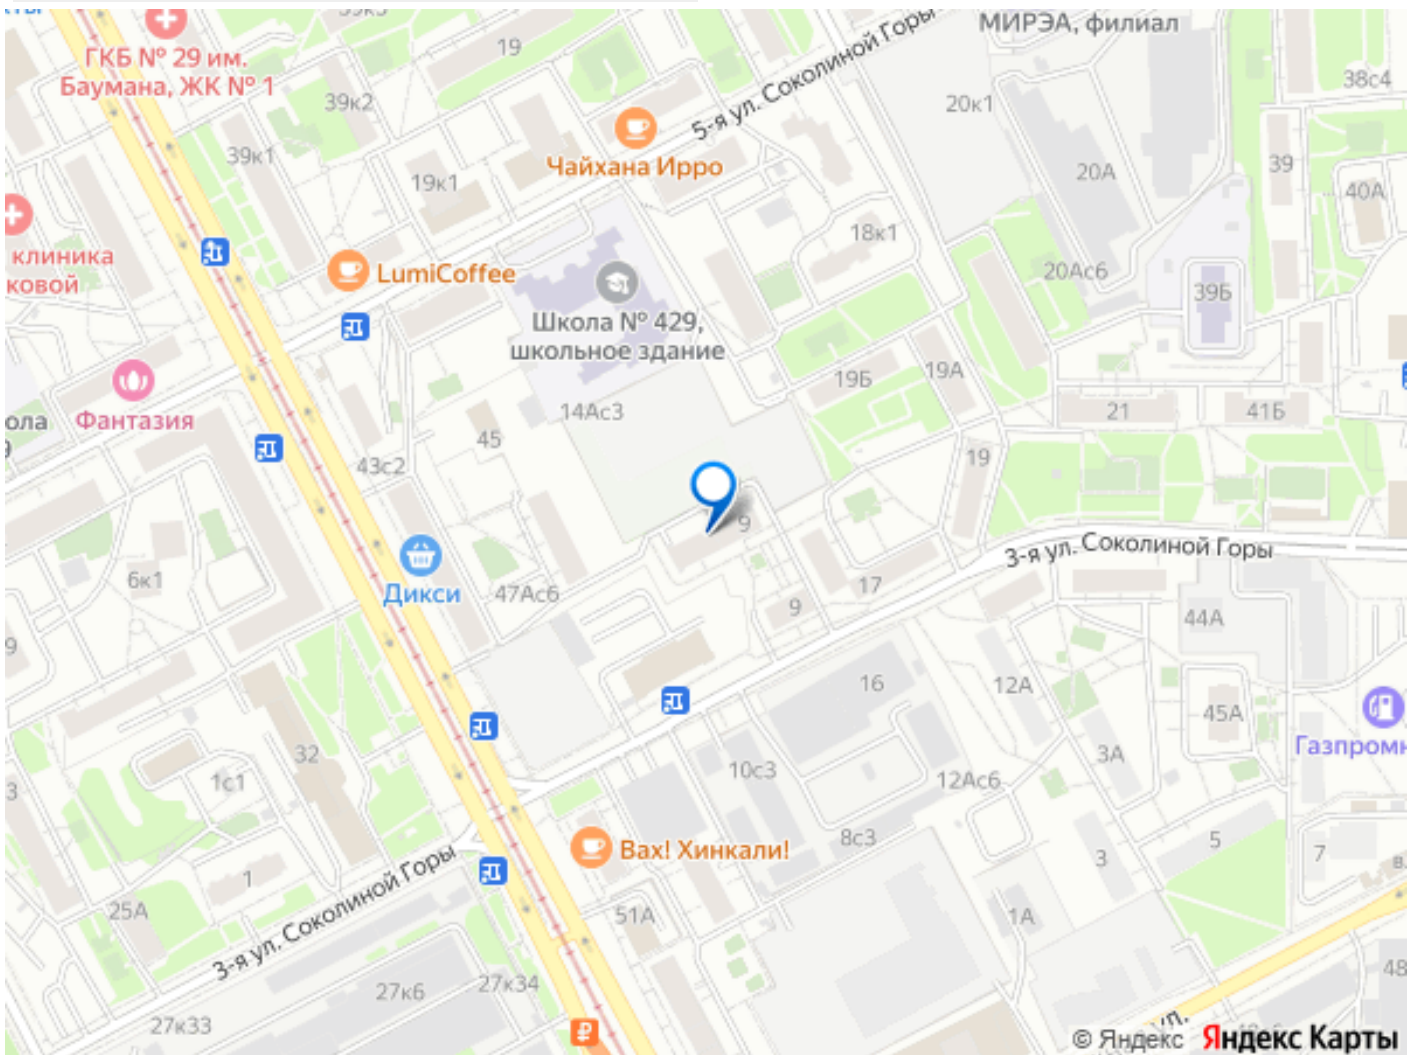 МИРЭА, филиал
ГКБ № 29 им.
Баумана, ЖК № 1
19
39к2
39к1
19к1
Чайхана Ирро
5-я ул. Соколиной Горы
20к1
38с4
20А
39
40А
клиника
ковой
LumiCoffee
18к1
20Ас6
39Б
Школа № 429,
школьное здание
Фантазия
ола
9
14Ас3
45
43с2
19Б
19А
21
41Б
19
9
3-я ул. Соколиной Горы
6к1
Дикси
47Ас6
17
9
44А
9
16
12А
45А
Газпромн
32
1с1
3
10с3
3А
12Ас6
Вах! Хинкали!
8с3
3
5
7
в.
1
25А
3-я ул. Соколиной Горы
51А
1А
27к6
27к34
27к33
48
ул.
© Яндекс Яндекс Карты